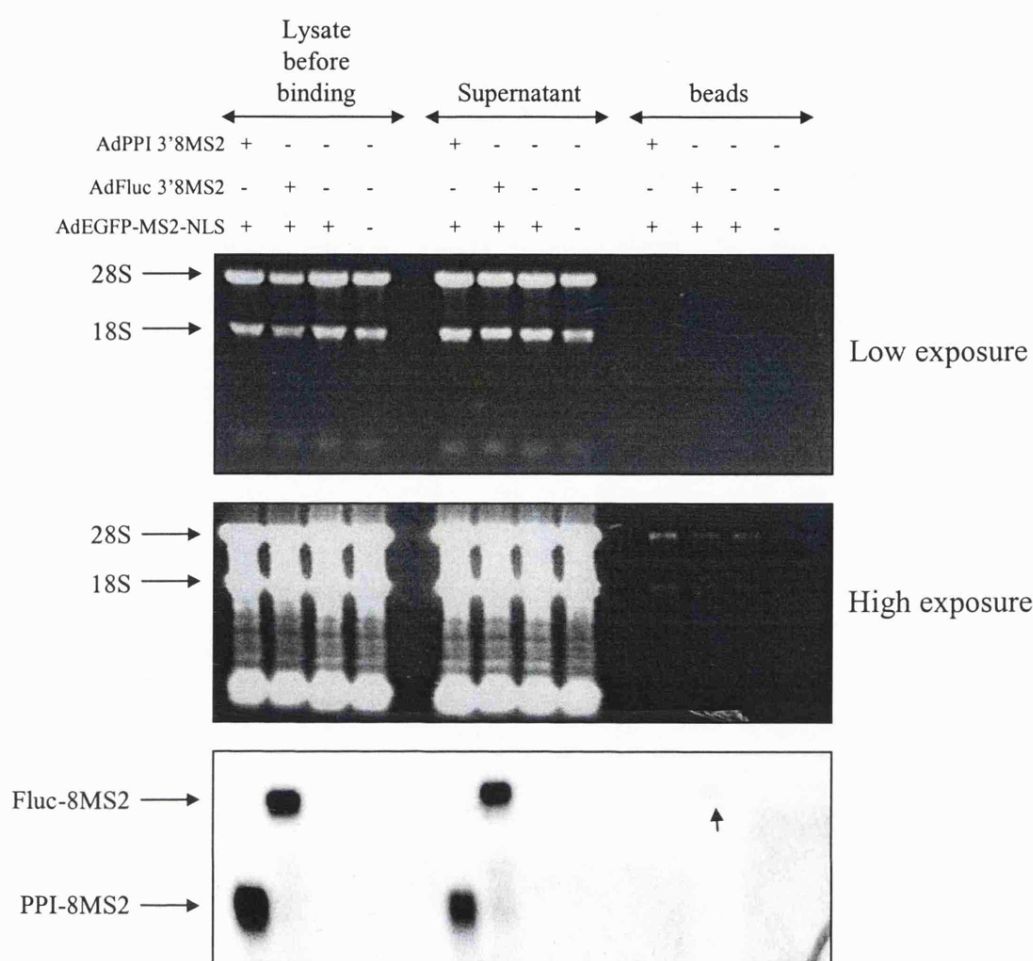 Lysate
before
binding
Supernatant
beads
AdPPI 3'8MS2 + - - - + - - - + - - -
AdFluc 3'8MS2 - + - - - + - - - + - -
AdEGFP-MS2-NLS + + + - + + + - + + + -
28S
18S
Low exposure
28S
18S
High exposure
Fluc-8MS2
PPI-8MS2